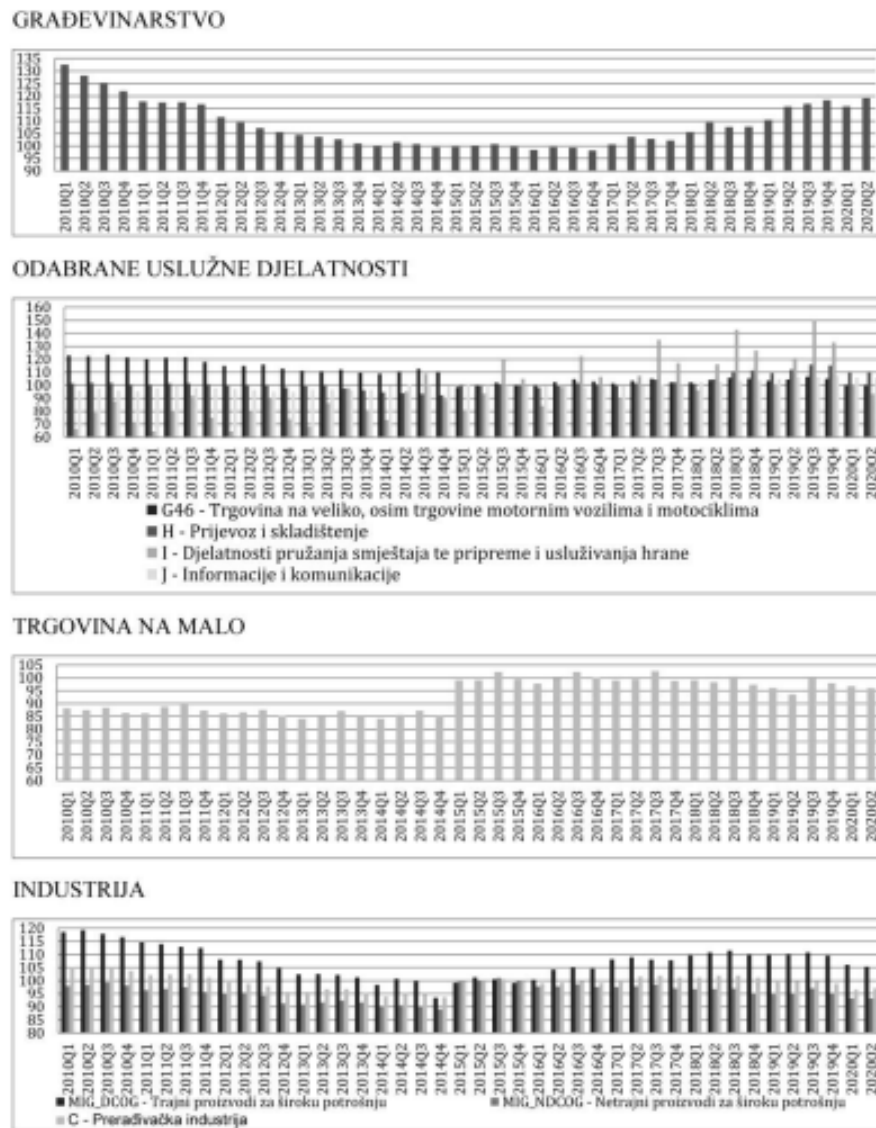 GRAĐEVINARSTVO
135
130
125
120
115
110
105
100
95
90
2010Q1 2010Q2 2010Q3 2010Q4 2011Q1 2011Q2 2011Q3 2011Q4 2012Q1 2012Q2 2012Q3 2012Q4 2013Q1 2013Q2 2013Q3 2013Q4 2014Q1 2014Q2 2014Q3 2014Q4 2015Q1 2015Q2 2015Q3 2015Q4 2016Q1 2016Q2 2016Q3 2016Q4 2017Q1 2017Q2 2017Q3 2017Q4 2018Q1 2018Q2 2018Q3 2018Q4 2019Q1 2019Q2 2019Q3 2019Q4 2020Q1 2020Q2
ODABRANE USLUŽNE DJELATNOSTI
160
150
140
130
120
110
100
90
80
70
60
2010Q1 2010Q2 2010Q3 2010Q4 2011Q1 2011Q2 2011Q3 2011Q4 2012Q1 2012Q2 2012Q3 2012Q4 2013Q1 2013Q2 2013Q3 2013Q4 2014Q1 2014Q2 2014Q3 2014Q4 2015Q1 2015Q2 2015Q3 2015Q4 2016Q1 2016Q2 2016Q3 2016Q4 2017Q1 2017Q2 2017Q3 2017Q4 2018Q1 2018Q2 2018Q3 2018Q4 2019Q1 2019Q2 2019Q3 2019Q4 2020Q1 2020Q2
G46 - Trgovina na veliko, osim trgovine motornim vozilima i motociklima
H - Prijevoz i skladištenje
I - Djelatnosti pružanja smještaja te pripreme i usluživanja hrane
J - Informacije i komunikacije
TRGOVINA NA MALO
105
100
95
90
85
80
75
70
65
60
2010Q1 2010Q2 2010Q3 2010Q4 2011Q1 2011Q2 2011Q3 2011Q4 2012Q1 2012Q2 2012Q3 2012Q4 2013Q1 2013Q2 2013Q3 2013Q4 2014Q1 2014Q2 2014Q3 2014Q4 2015Q1 2015Q2 2015Q3 2015Q4 2016Q1 2016Q2 2016Q3 2016Q4 2017Q1 2017Q2 2017Q3 2017Q4 2018Q1 2018Q2 2018Q3 2018Q4 2019Q1 2019Q2 2019Q3 2019Q4 2020Q1 2020Q2
INDUSTRIJA
120
115
110
105
100
95
90
85
80
2010Q1 2010Q2 2010Q3 2010Q4 2011Q1 2011Q2 2011Q3 2011Q4 2012Q1 2012Q2 2012Q3 2012Q4 2013Q1 2013Q2 2013Q3 2013Q4 2014Q1 2014Q2 2014Q3 2014Q4 2015Q1 2015Q2 2015Q3 2015Q4 2016Q1 2016Q2 2016Q3 2016Q4 2017Q1 2017Q2 2017Q3 2017Q4 2018Q1 2018Q2 2018Q3 2018Q4 2019Q1 2019Q2 2019Q3 2019Q4 2020Q1 2020Q2
MIG_DCOG - Trajni proizvodi za široku potrošnju MIG_NDCOG - Netrajni proizvodi za široku potrošnju
C - Prerađivačka industrija